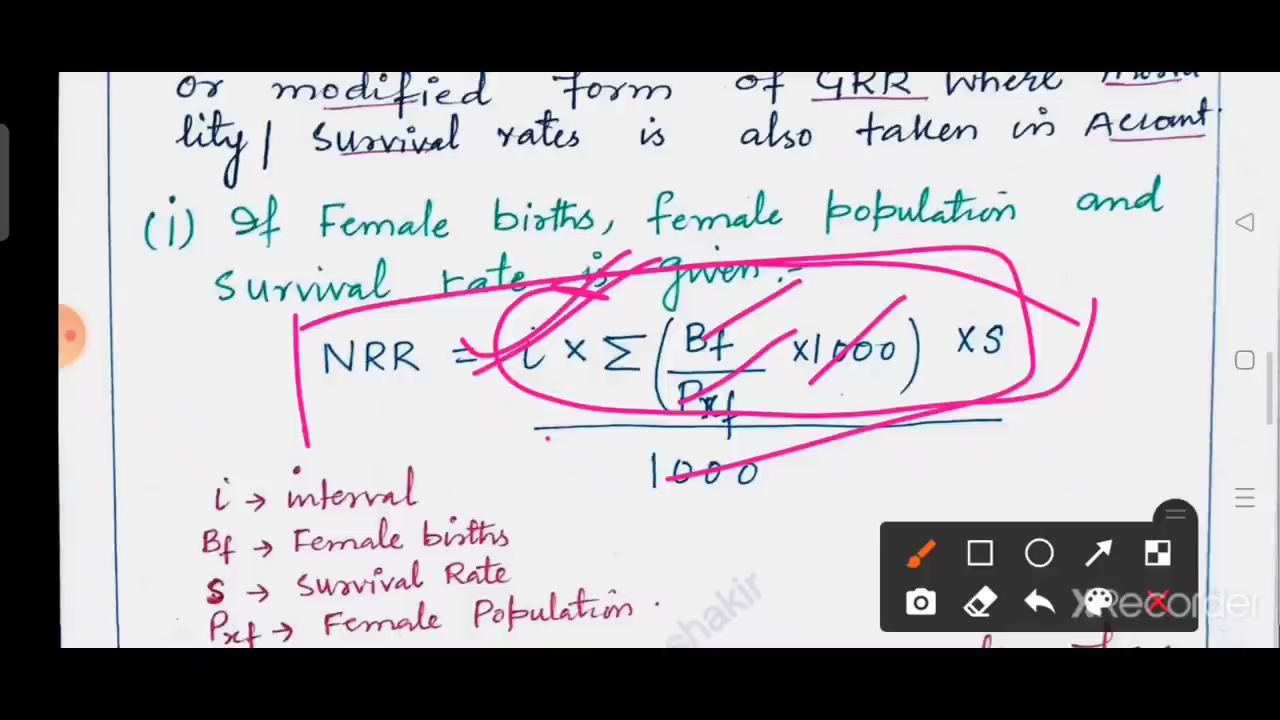 or modified form of GRR where
lity/ Survival rates is also taken in Account.
(i) If Female births, female population and
Survival rate is given :-
NRR = i × Σ (Bf/Pxf ×1000) × S
1000
i → interval
Bf → Female births
S → Survival Rate
Pxf → Female Population .
shakir
XRecorder